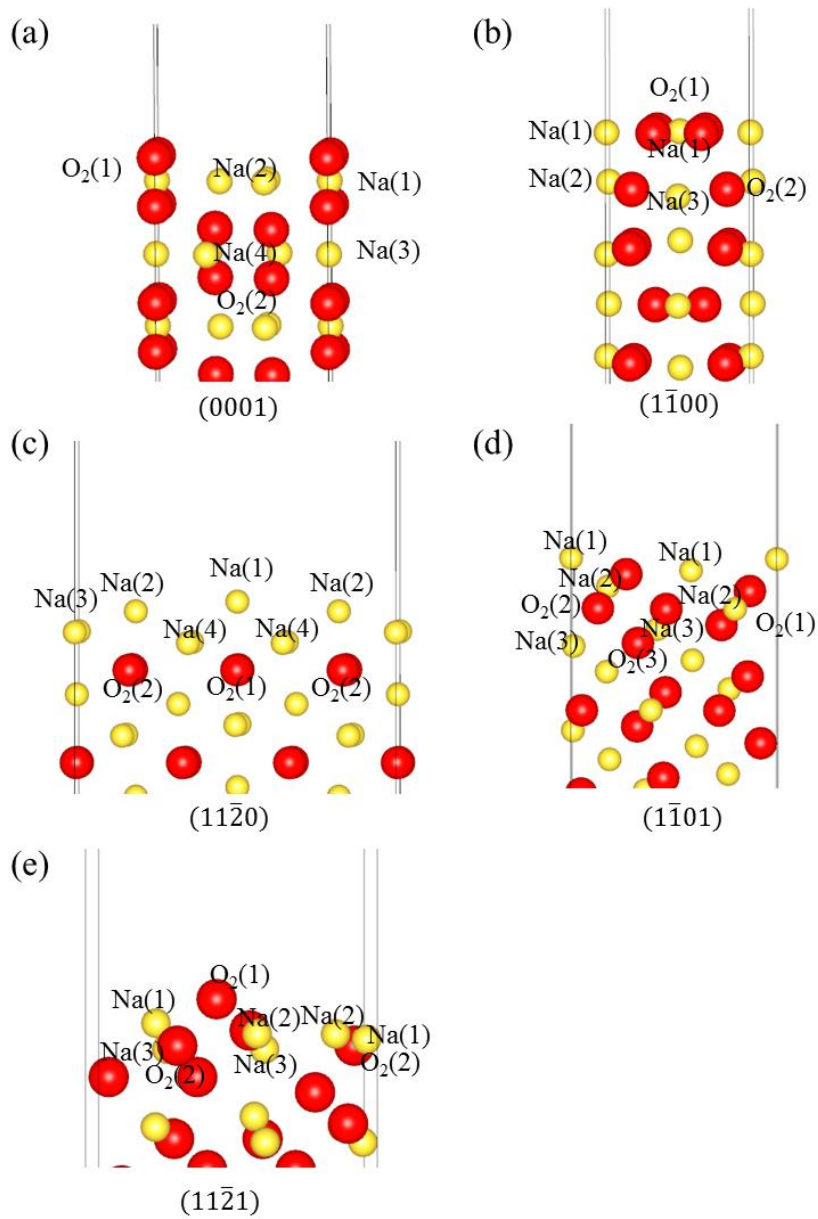 (a)
O₂(1)
Na(2)
Na(1)
Na(4)
Na(3)
O₂(2)
(0001)
(b)
O₂(1)
Na(1)
Na(1)
Na(2)
O₂(2)
Na(3)
(11̅00)
(c)
Na(1)
Na(2)
Na(2)
Na(3)
Na(4)
Na(4)
O₂(2)
O₂(1)
O₂(2)
(112̅0)
(d)
Na(1)
Na(1)
Na(2)
Na(2)
O₂(2)
O₂(1)
Na(3)
Na(3)
O₂(3)
(11̅01)
(e)
O₂(1)
Na(1)
Na(2)
Na(2)
Na(1)
Na(3)
O₂(2)
Na(3)
O₂(2)
(112̅1)